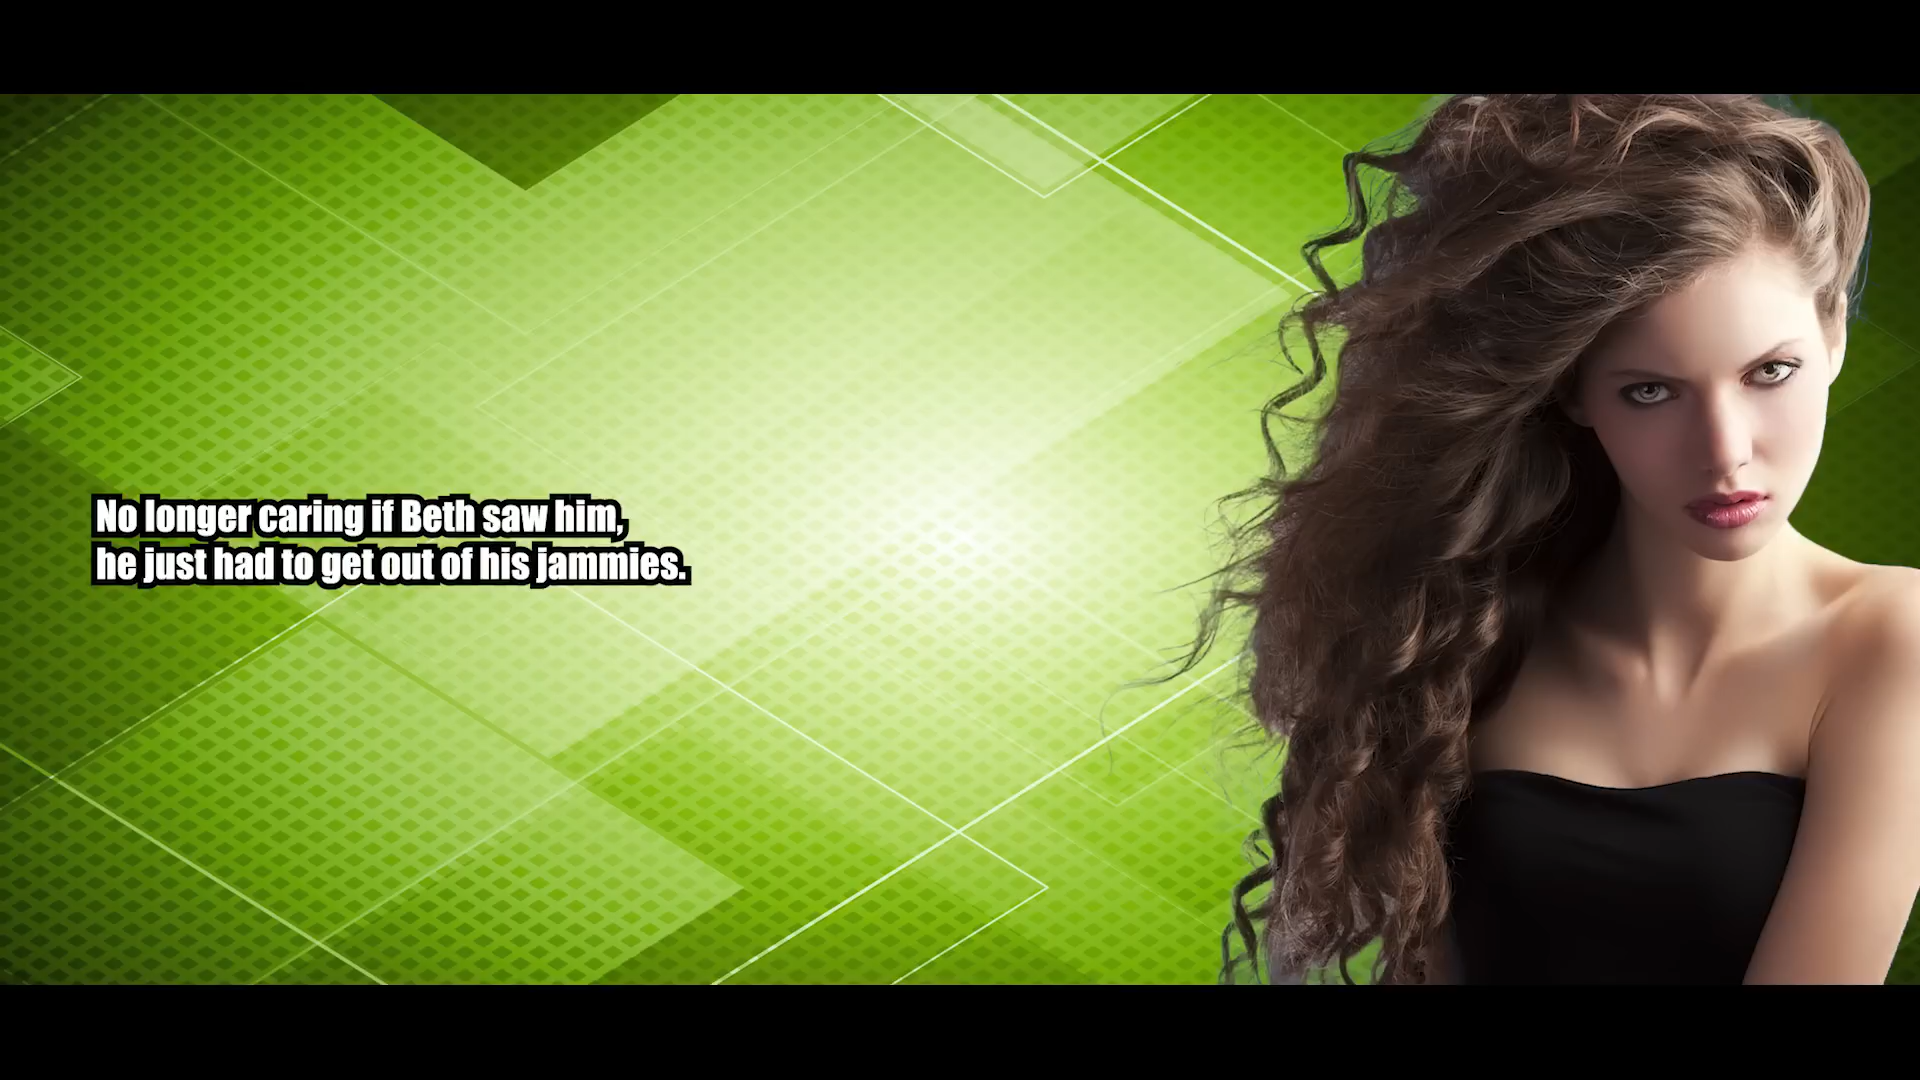 No longer caring if Beth saw him,
he just had to get out of his jammies.